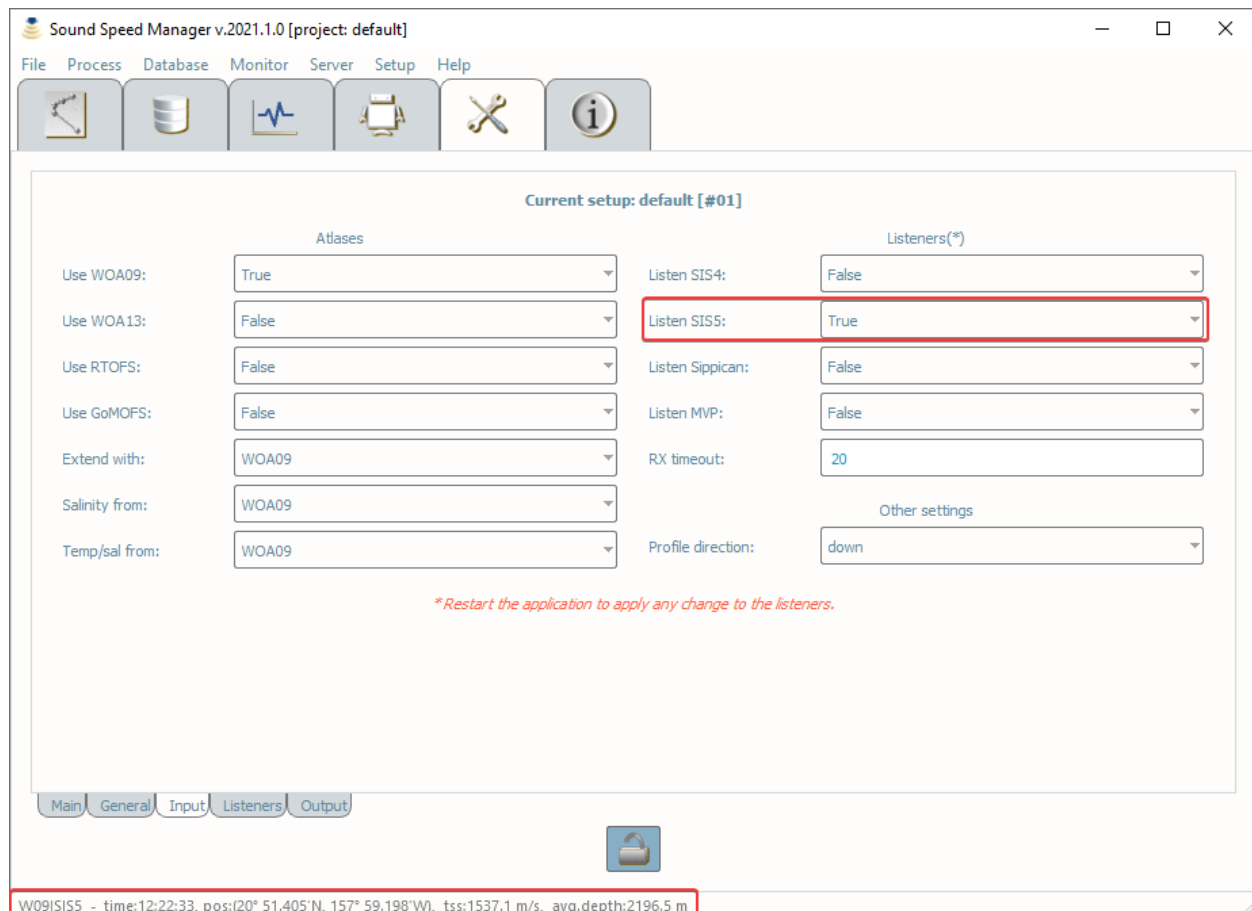 Sound Speed Manager v.2021.1.0 [project: default]
File Process Database Monitor Server Setup Help
Current setup: default [#01]
Atlases
Listeners(*)
Use WOA09: True
Listen SIS4: False
Use WOA13: False
Listen SIS5: True
Use RTOFS: False
Listen Sippican: False
Use GoMOFS: False
Listen MVP: False
Extend with: WOA09
RX timeout: 20
Salinity from: WOA09
Other settings
Temp/sal from: WOA09
Profile direction: down
*Restart the application to apply any change to the listeners.
Main General Input Listeners Output
W09|SIS5 - time:12:22:33, pos:(20° 51.405'N, 157° 59.198'W), tss:1537.1 m/s, avg.depth:2196.5 m